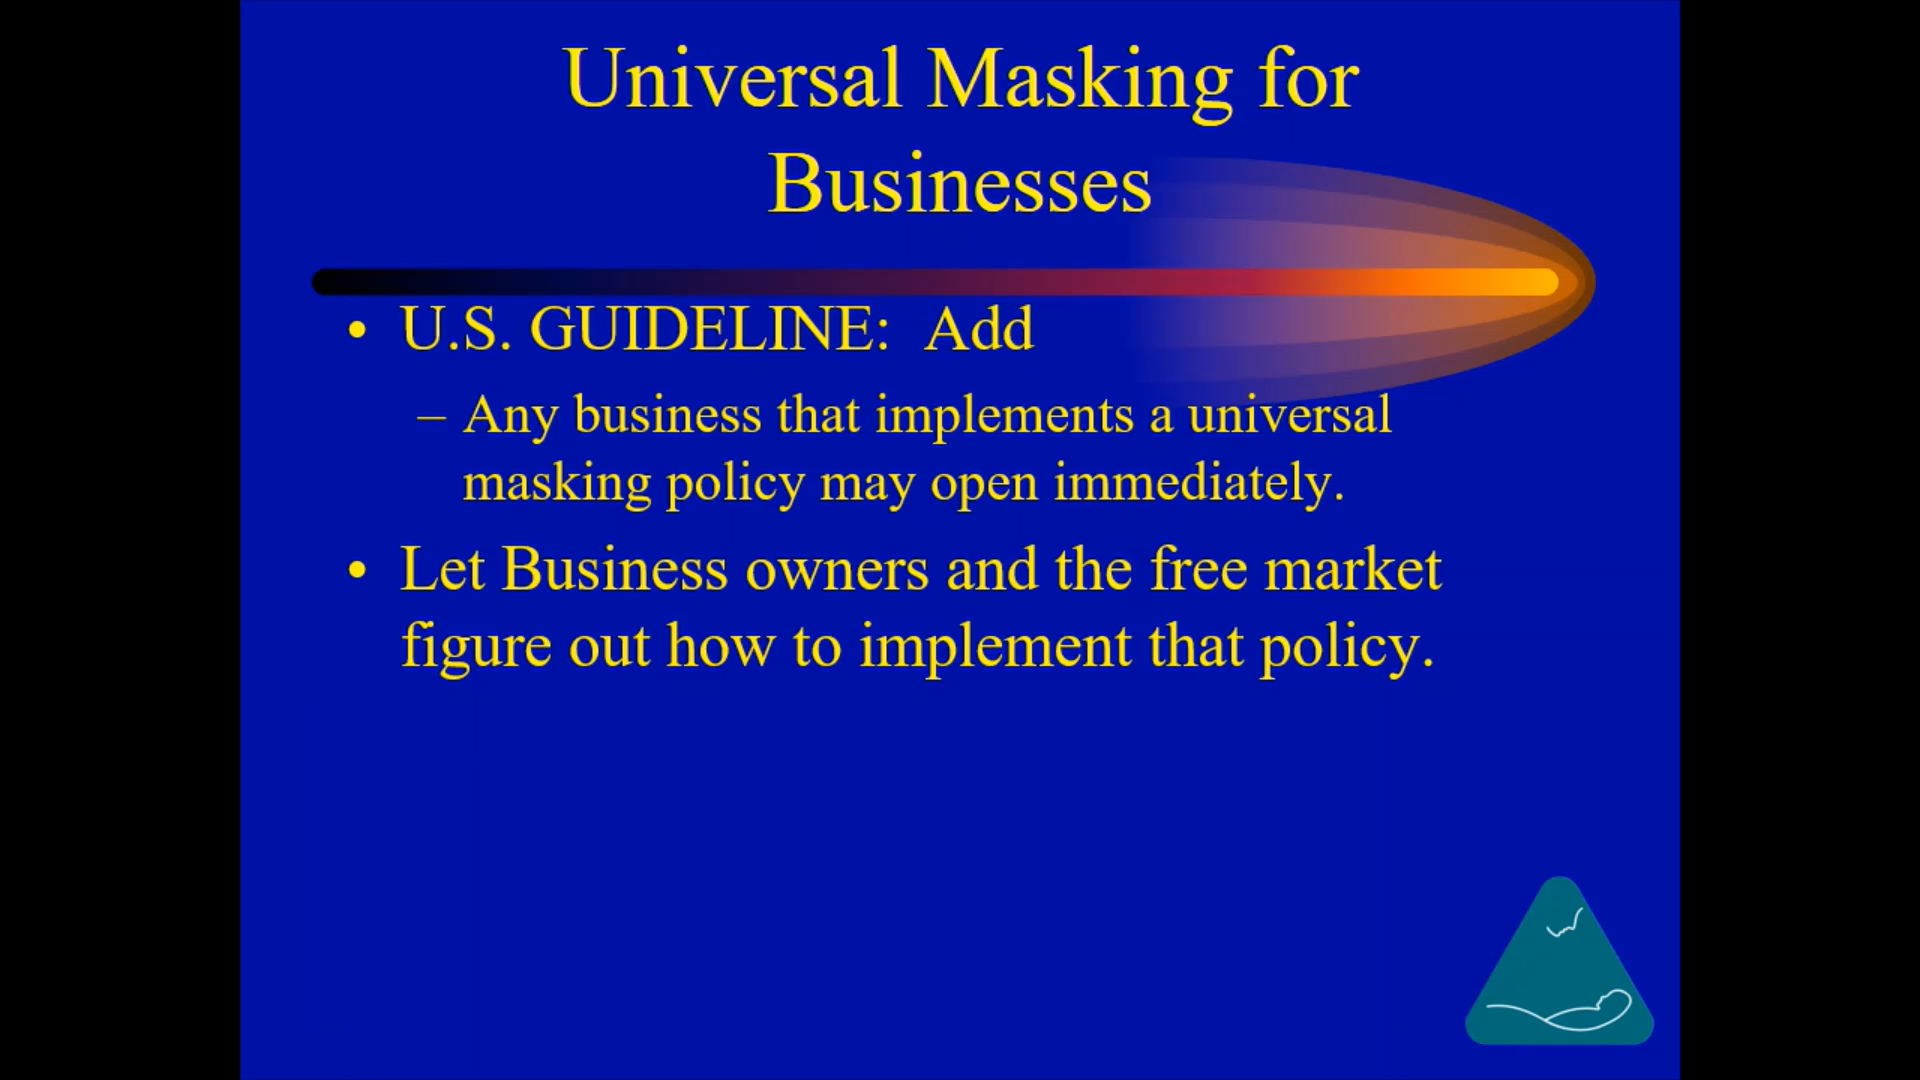 Universal Masking for
Businesses
• U.S. GUIDELINE:  Add
– Any business that implements a universal
masking policy may open immediately.
• Let Business owners and the free market
figure out how to implement that policy.